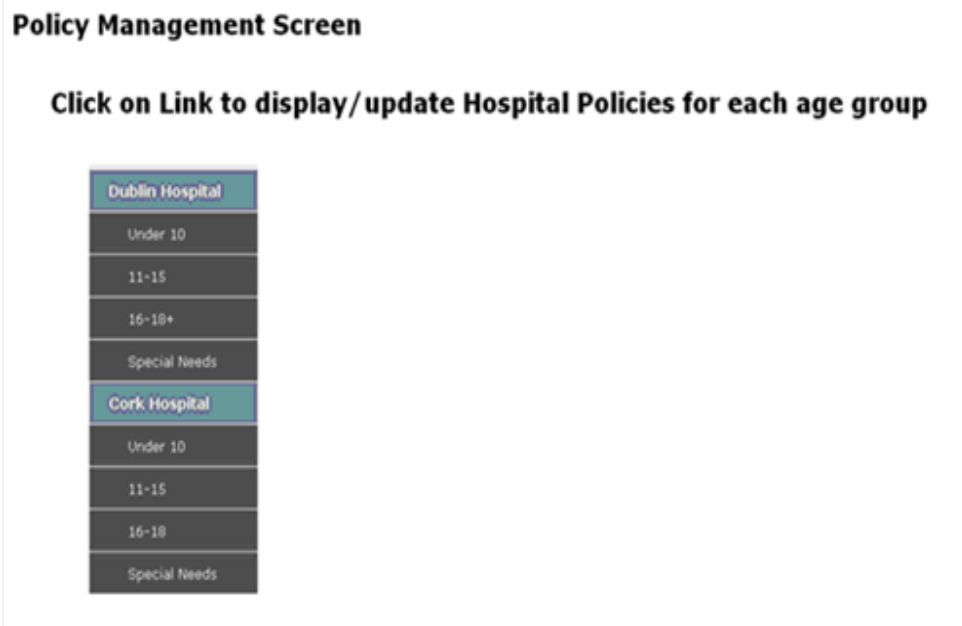 Policy Management Screen
Click on Link to display/update Hospital Policies for each age group
Dublin Hospital
Under 10
11-15
16-18+
Special Needs
Cork Hospital
Under 10
11-15
16-18
Special Needs